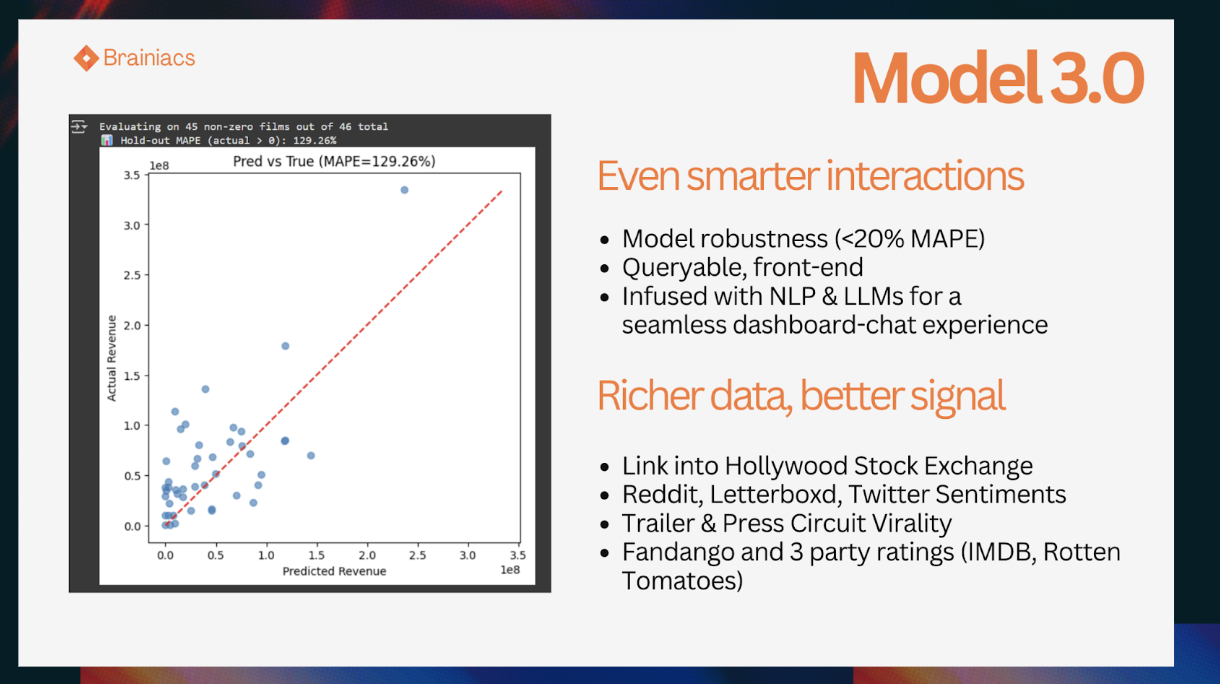 Brainiacs
Model 3.0
Evaluating on 45 non-zero films out of 46 total
📊 Hold-out MAPE (actual > 0): 129.26%
Pred vs True (MAPE=129.26%)
1e8
3.5
3.0
2.5
2.0
1.5
1.0
0.5
0.0
Actual Revenue
0.0 0.5 1.0 1.5 2.0 2.5 3.0 3.5
1e8
Predicted Revenue
Even smarter interactions
• Model robustness (<20% MAPE)
• Queryable, front-end
• Infused with NLP & LLMs for a
seamless dashboard-chat experience
Richer data, better signal
• Link into Hollywood Stock Exchange
• Reddit, Letterboxd, Twitter Sentiments
• Trailer & Press Circuit Virality
• Fandango and 3 party ratings (IMDB, Rotten
Tomatoes)